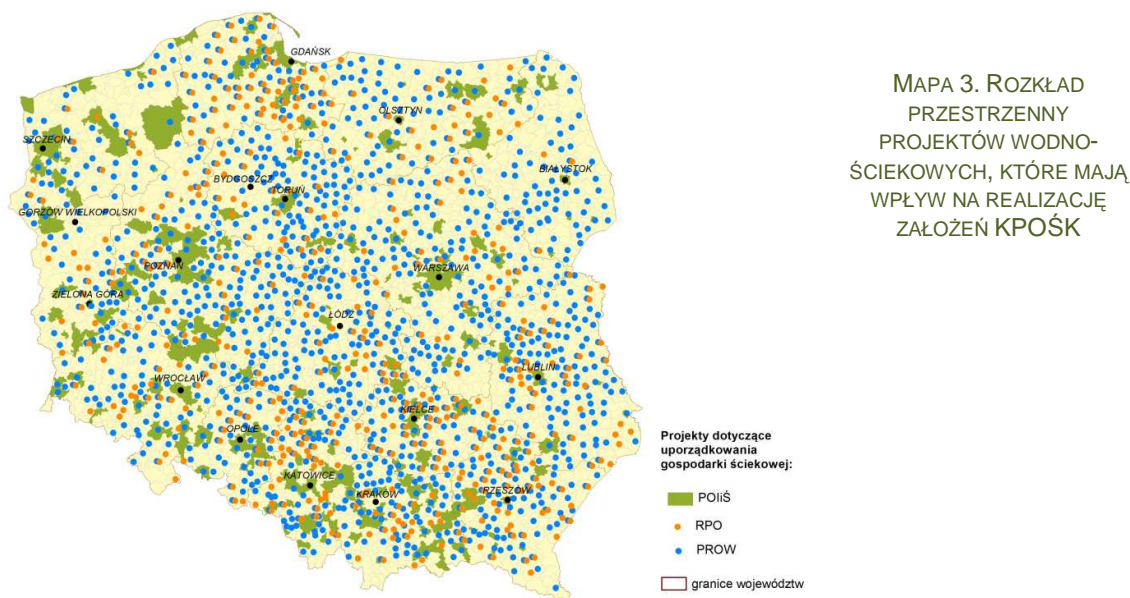 GDAŃSK
OLSZTYN
SZCZECIN
BIAŁYSTOK
BYDGOSZCZ
TORUŃ
GORZÓW WIELKOPOLSKI
POZNAŃ
WARSZAWA
ZIELONA GÓRA
ŁÓDŹ
WROCŁAW
LUBLIN
KIELCE
OPOLE
KATOWICE
KRAKÓW
RZESZÓW
MAPA 3. ROZKŁAD
PRZESTRZENNY
PROJEKTÓW WODNO-
ŚCIEKOWYCH, KTÓRE MAJĄ
WPŁYW NA REALIZACJĘ
ZAŁOŻEŃ KPOŚK
Projekty dotyczące
uporządkowania
gospodarki ściekowej:
POIiŚ
RPO
PROW
granice województw